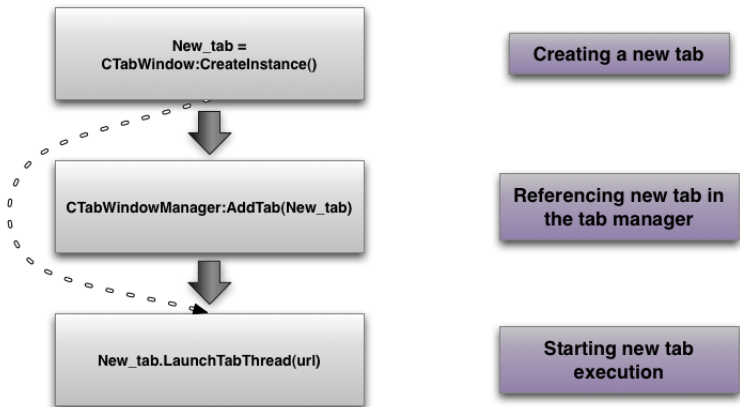 New_tab =
CTabWindow:CreateInstance()
Creating a new tab
CTabWindowManager:AddTab(New_tab)
Referencing new tab in
the tab manager
New_tab.LaunchTabThread(url)
Starting new tab
execution